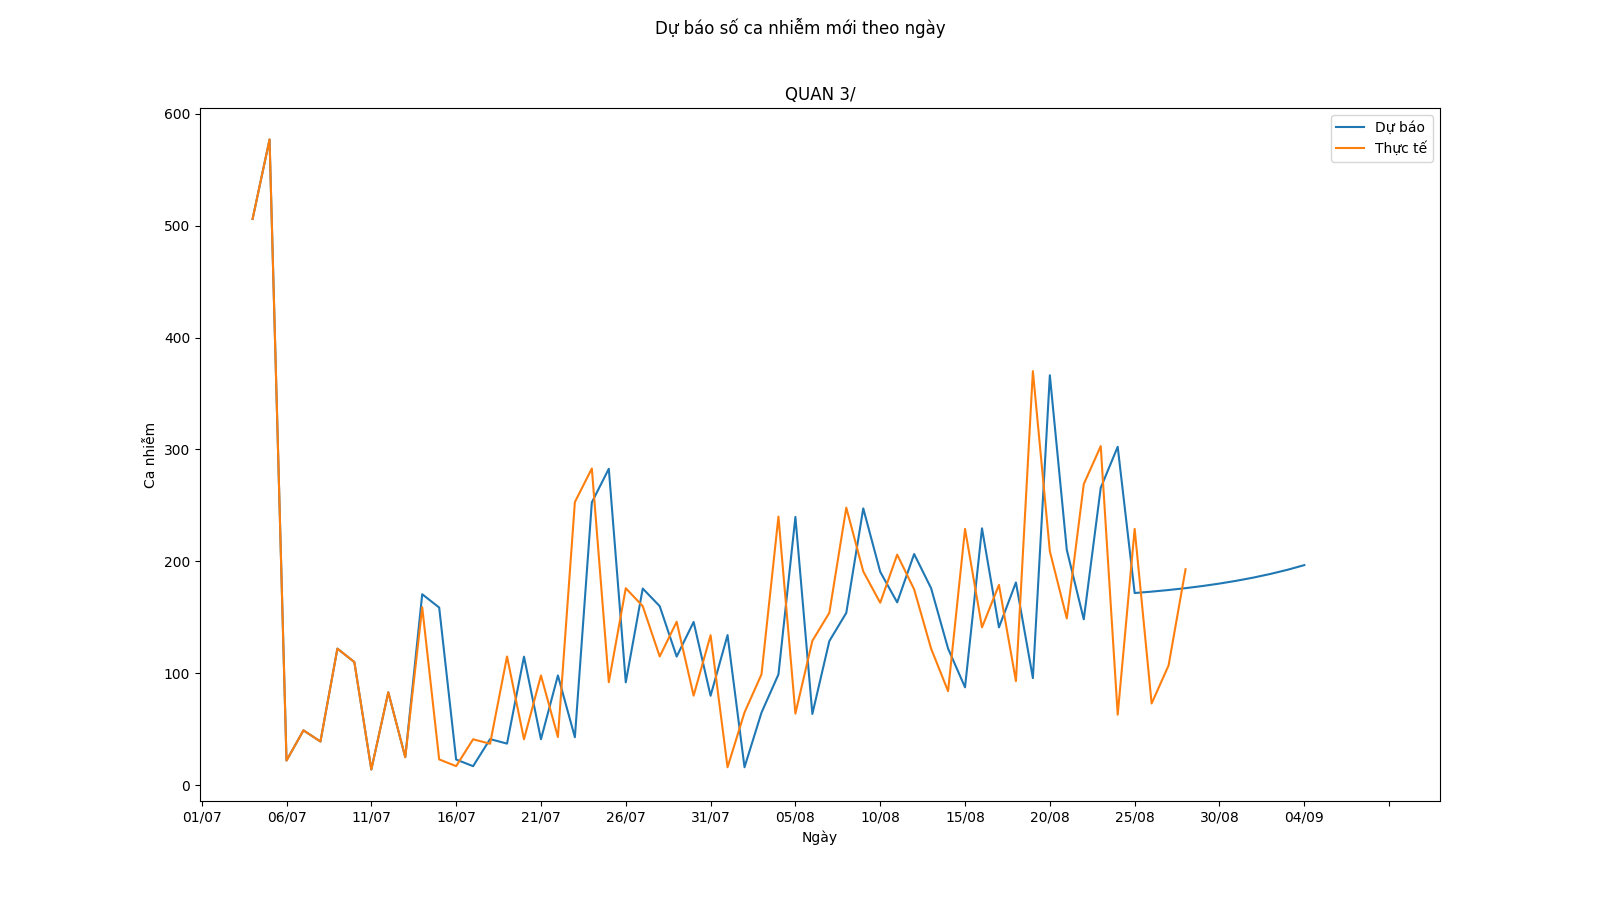 Dự báo số ca nhiễm mới theo ngày
QUAN 3/
Dự báo
Thực tế
600
500
400
300
200
100
0
Ca nhiễm
01/07 06/07 11/07 16/07 21/07 26/07 31/07 05/08 10/08 15/08 20/08 25/08 30/08 04/09
Ngày